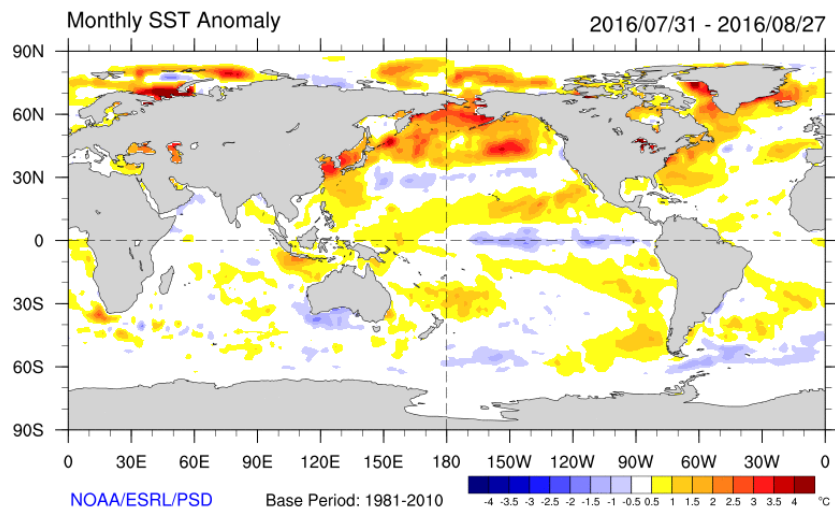 Monthly SST Anomaly 2016/07/31 - 2016/08/27
90N
60N
30N
0
30S
60S
90S
0 30E 60E 90E 120E 150E 180 150W 120W 90W 60W 30W 0
NOAA/ESRL/PSD Base Period: 1981-2010
-4 -3.5 -3 -2.5 -2 -1.5 -1 -0.5 0.5 1 1.5 2 2.5 3 3.5 4 °C